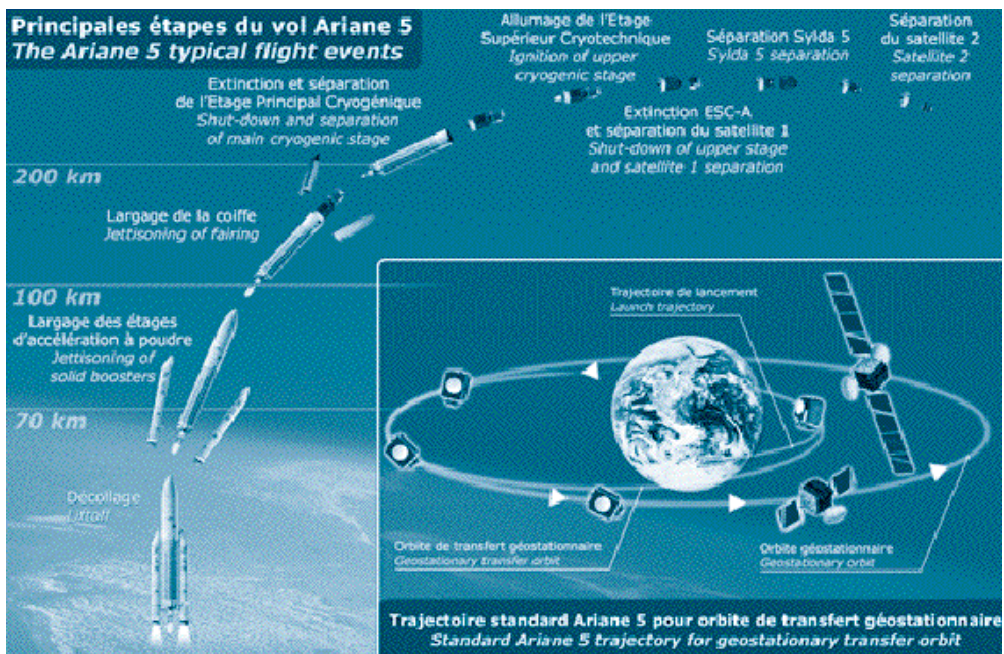 Principales étapes du vol Ariane 5
The Ariane 5 typical flight events
Extinction et séparation
de l'Etage Principal Cryogénique
Shut-down and separation
of main cryogenic stage
Allumage de l'Etage
Supérieur Cryotechnique
Ignition of upper
cryogenic stage
Séparation Sylda 5
Sylda 5 separation
Séparation
du satellite 2
Satellite 2
separation
Extinction ESC-A
et séparation du satellite 1
Shut-down of upper stage
and satellite 1 separation
200 km
Largage de la coiffe
Jettisoning of fairing
100 km
Largage des étages
d'accélération à poudre
Jettisoning of
solid boosters
70 km
Décollage
Liftoff
Trajectoire de lancement
Launch trajectory
Orbite de transfert géostationnaire
Geostationary transfer orbit
Orbite géostationnaire
Geostationary orbit
Trajectoire standard Ariane 5 pour orbite de transfert géostationnaire
Standard Ariane 5 trajectory for geostationary transfer orbit